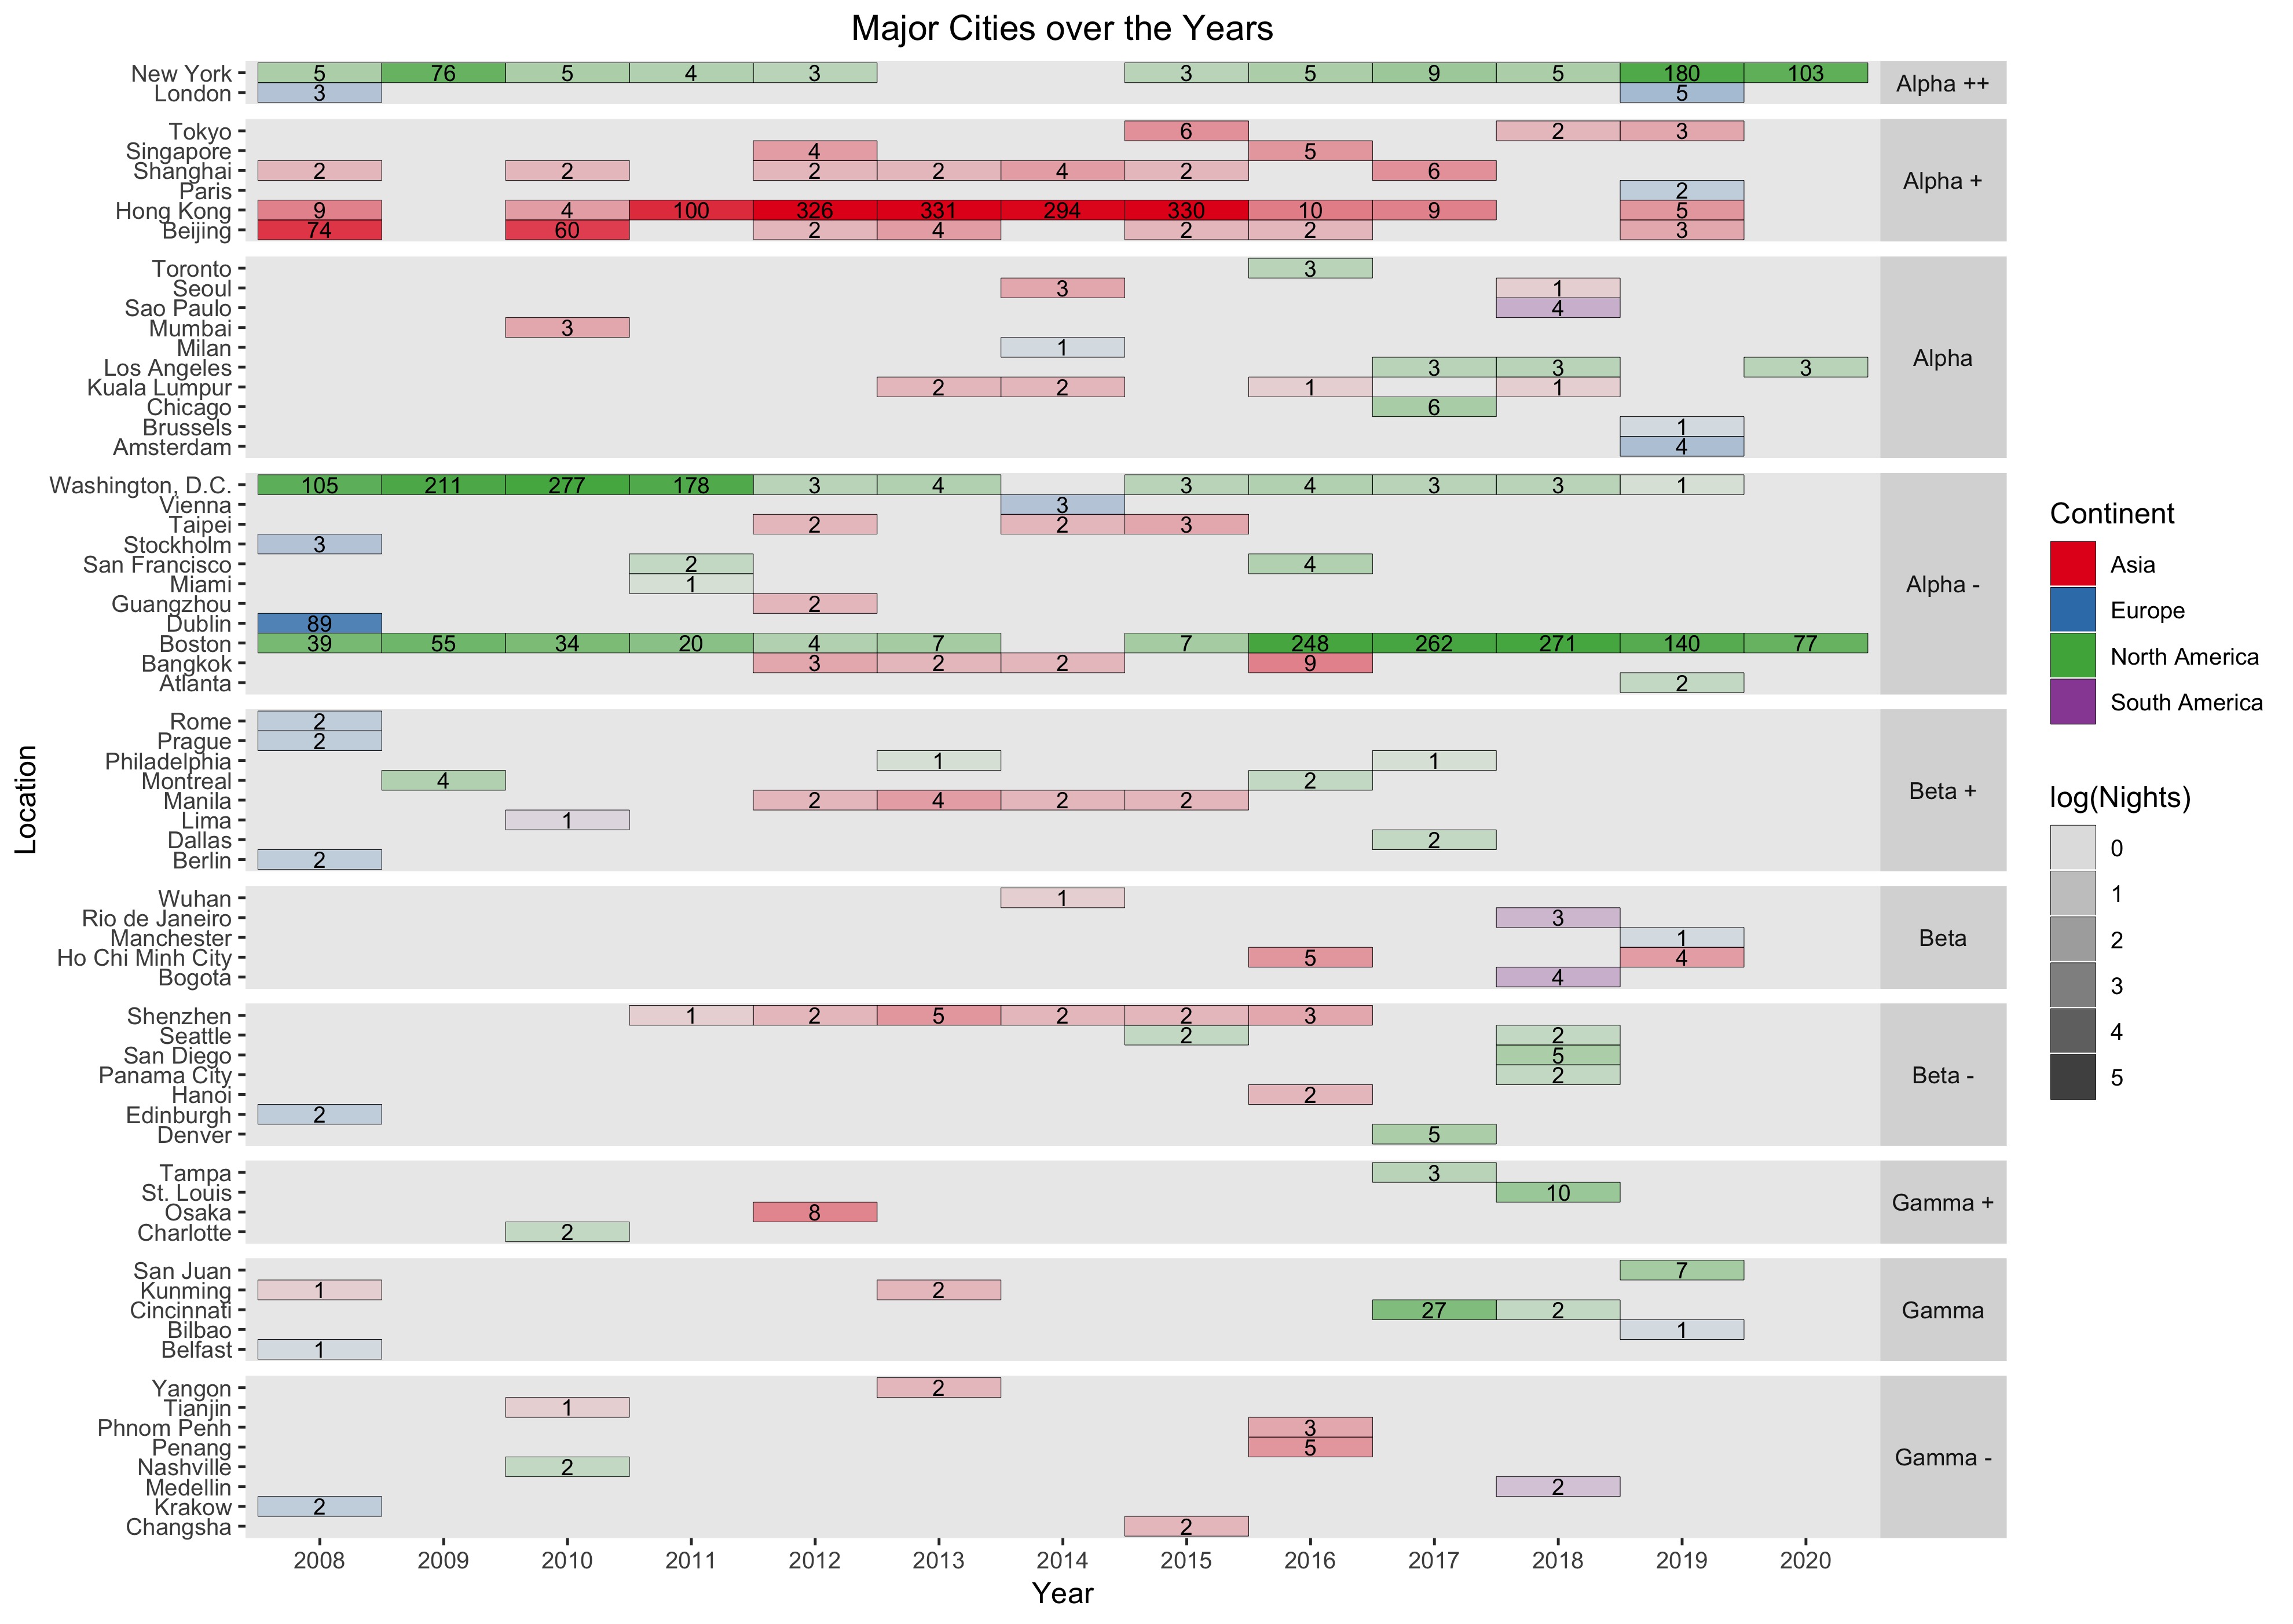 Major Cities over the Years
New York 5 76 5 4 3 3 5 9 5 180 103
London 3 5
Alpha ++
Tokyo 6 2 3
Singapore 4 5
Shanghai 2 2 2 2 4 2 6
Paris 2
Hong Kong 9 4 100 326 331 294 330 10 9 5
Beijing 74 60 2 4 2 2 3
Alpha +
Toronto 3
Seoul 3 1
Sao Paulo 4
Mumbai 3
Milan 1
Los Angeles 3 3 3
Kuala Lumpur 2 2 1 1
Chicago 6
Brussels 1
Amsterdam 4
Alpha
Washington, D.C. 105 211 277 178 3 4 3 4 3 3 1
Vienna 3
Taipei 2 2 3
Stockholm 3
San Francisco 2 4
Miami 1
Guangzhou 2
Dublin 89
Boston 39 55 34 20 4 7 7 248 262 271 140 77
Bangkok 3 2 2 9
Atlanta 2
Alpha -
Rome 2
Prague 2
Philadelphia 1 1
Montreal 4 2
Manila 2 4 2 2
Lima 1
Dallas 2
Berlin 2
Beta +
Wuhan 1
Rio de Janeiro 3
Manchester 1
Ho Chi Minh City 5 4
Bogota 4
Beta
Shenzhen 1 2 5 2 2 3
Seattle 2 2
San Diego 5
Panama City 2
Hanoi 2
Edinburgh 2
Denver 5
Beta -
Tampa 3
St. Louis 10
Osaka 8
Charlotte 2
Gamma +
San Juan 7
Kunming 1 2
Cincinnati 27 2
Bilbao 1
Belfast 1
Gamma
Yangon 2
Tianjin 1
Phnom Penh 3
Penang 5
Nashville 2
Medellin 2
Krakow 2
Changsha 2
Gamma -
2008 2009 2010 2011 2012 2013 2014 2015 2016 2017 2018 2019 2020
Year
Location
Continent
Asia
Europe
North America
South America
log(Nights)
0
1
2
3
4
5